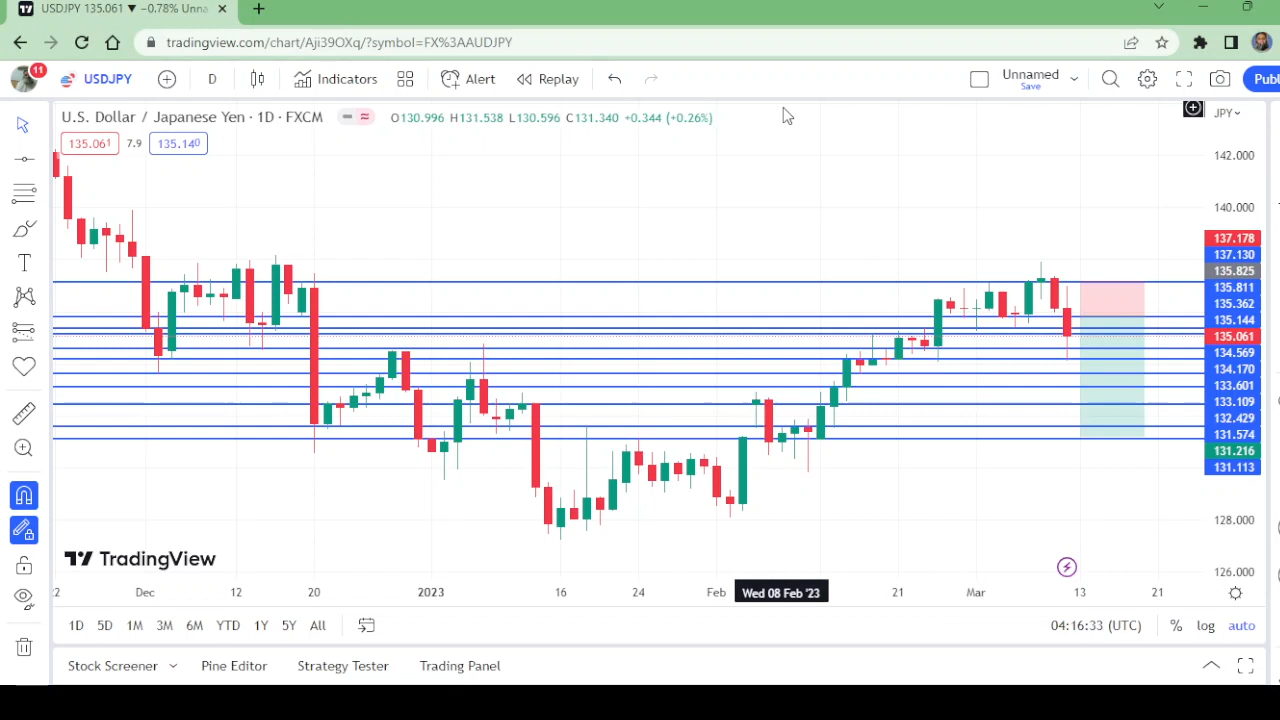 USDJPY 135.061 ▼ −0.78% Unna
tradingview.com/chart/Aji39OXq/?symbol=FX%3AAUDJPY
11
USDJPY
D
Indicators
Alert
Replay
Unnamed
Save
Publ
U.S. Dollar / Japanese Yen · 1D · FXCM
O130.996 H131.538 L130.596 C131.340 +0.344 (+0.26%)
JPY
135.061
7.9
135.140
142.000
140.000
137.178
137.130
135.825
135.811
135.362
135.144
135.061
134.569
134.170
133.601
133.109
132.429
131.574
131.216
131.113
128.000
126.000
TradingView
2
Dec
12
20
2023
16
24
Feb
Wed 08 Feb '23
21
Mar
13
21
1D
5D
1M
3M
6M
YTD
1Y
5Y
All
04:16:33 (UTC)
%
log
auto
Stock Screener
Pine Editor
Strategy Tester
Trading Panel